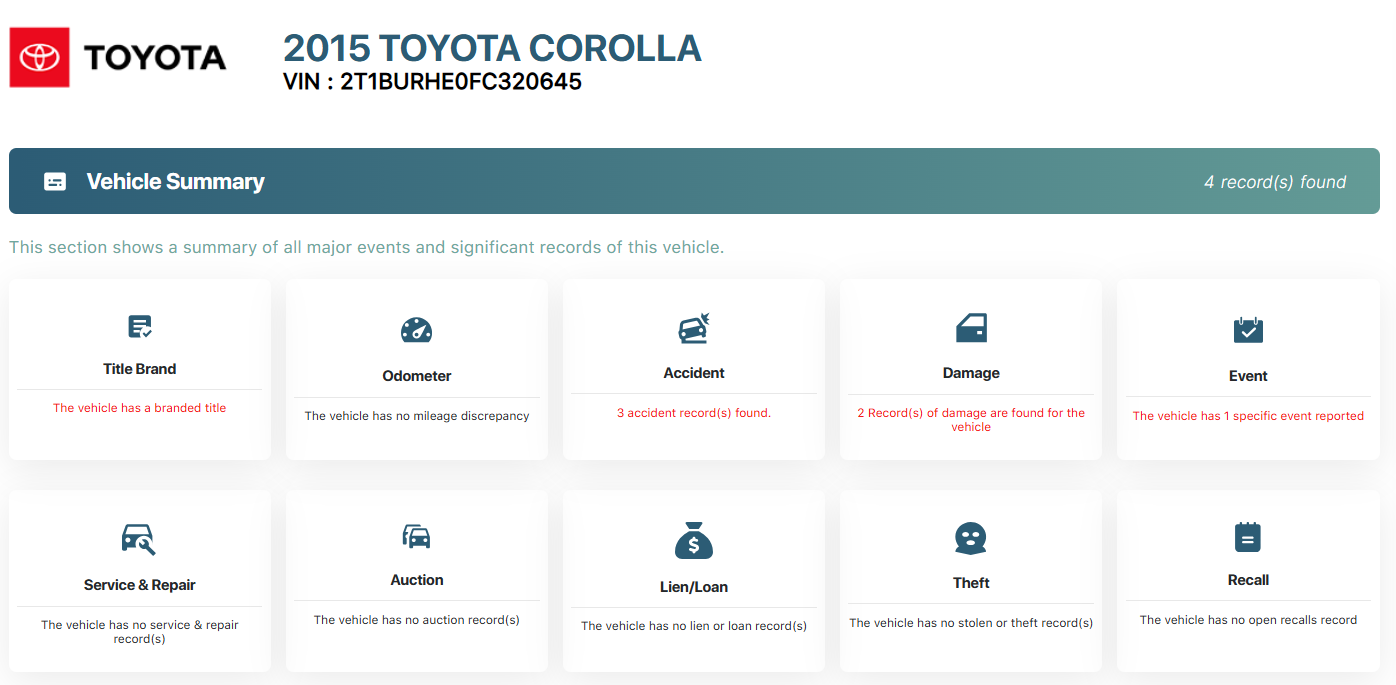 TOYOTA
2015 TOYOTA COROLLA
VIN : 2T1BURHE0FC320645
Vehicle Summary
4 record(s) found
This section shows a summary of all major events and significant records of this vehicle.
Title Brand
The vehicle has a branded title
Odometer
The vehicle has no mileage discrepancy
Accident
3 accident record(s) found.
Damage
2 Record(s) of damage are found for the
vehicle
Event
The vehicle has 1 specific event reported
Service & Repair
The vehicle has no service & repair
record(s)
Auction
The vehicle has no auction record(s)
Lien/Loan
The vehicle has no lien or loan record(s)
Theft
The vehicle has no stolen or theft record(s)
Recall
The vehicle has no open recalls record